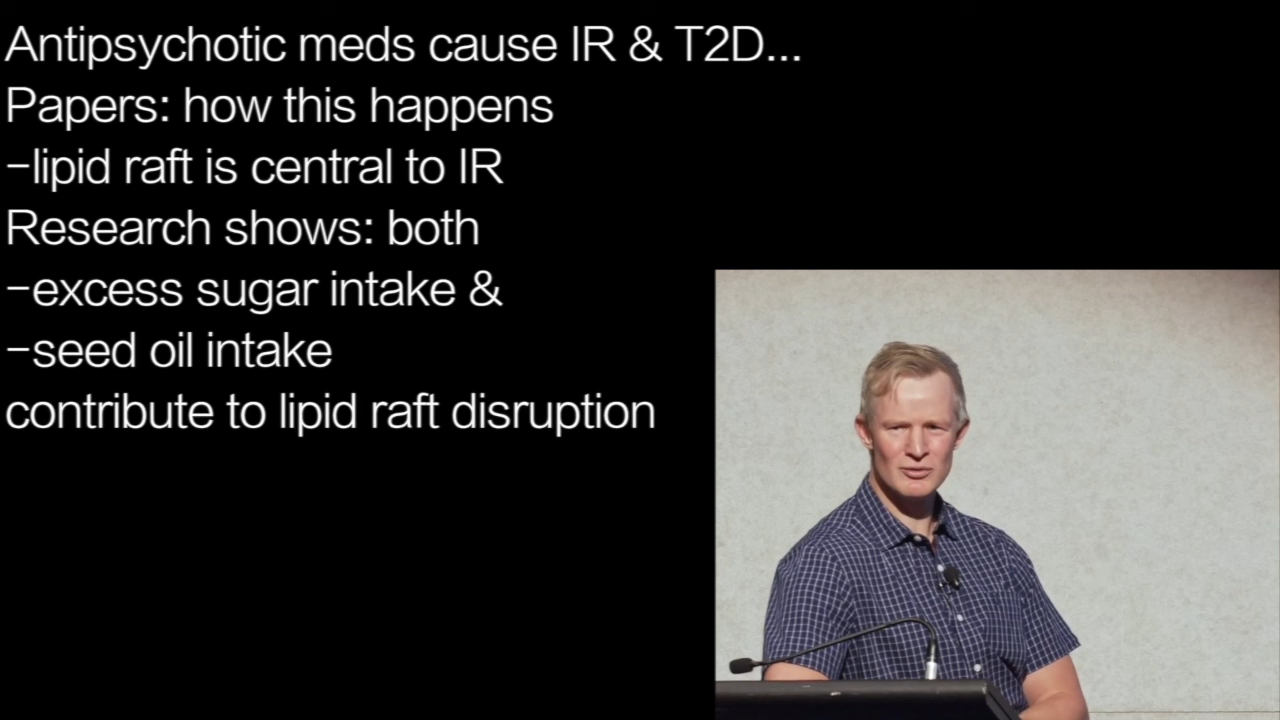 Antipsychotic meds cause IR & T2D...
Papers: how this happens
–lipid raft is central to IR
Research shows: both
–excess sugar intake &
–seed oil intake
contribute to lipid raft disruption